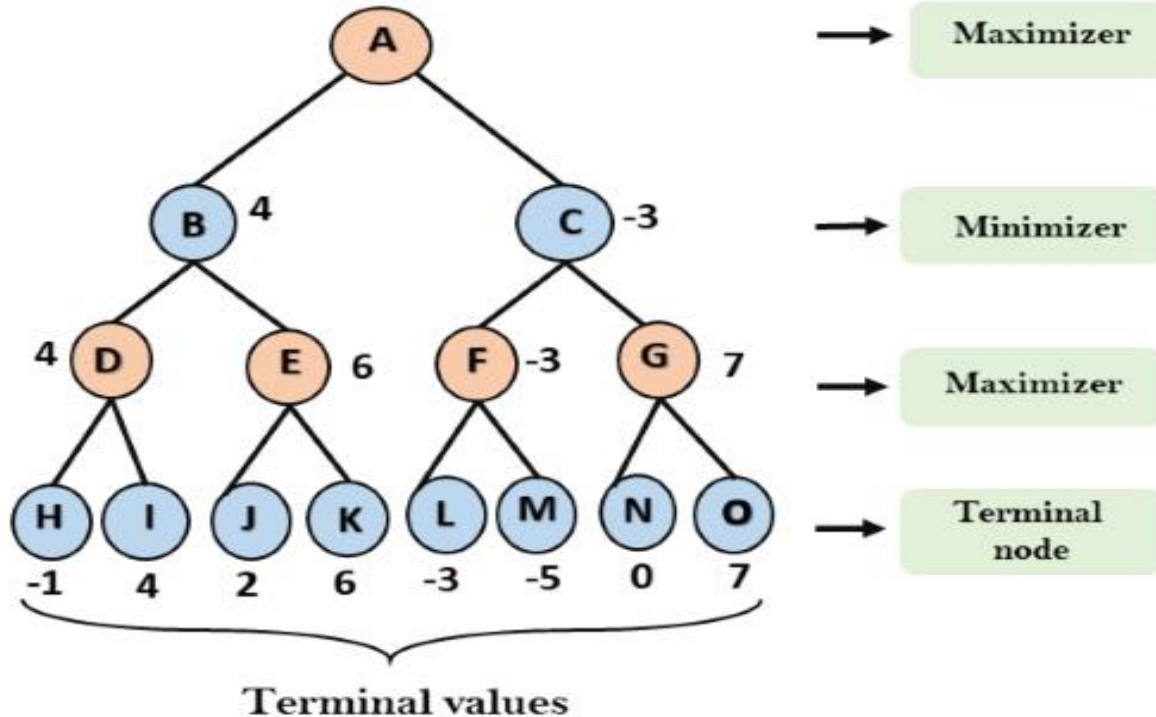 A
Maximizer
B 4
C -3
Minimizer
4 D
E 6
F -3
G 7
Maximizer
H I J K L M N O
Terminal
node
-1 4 2 6 -3 -5 0 7
Terminal values